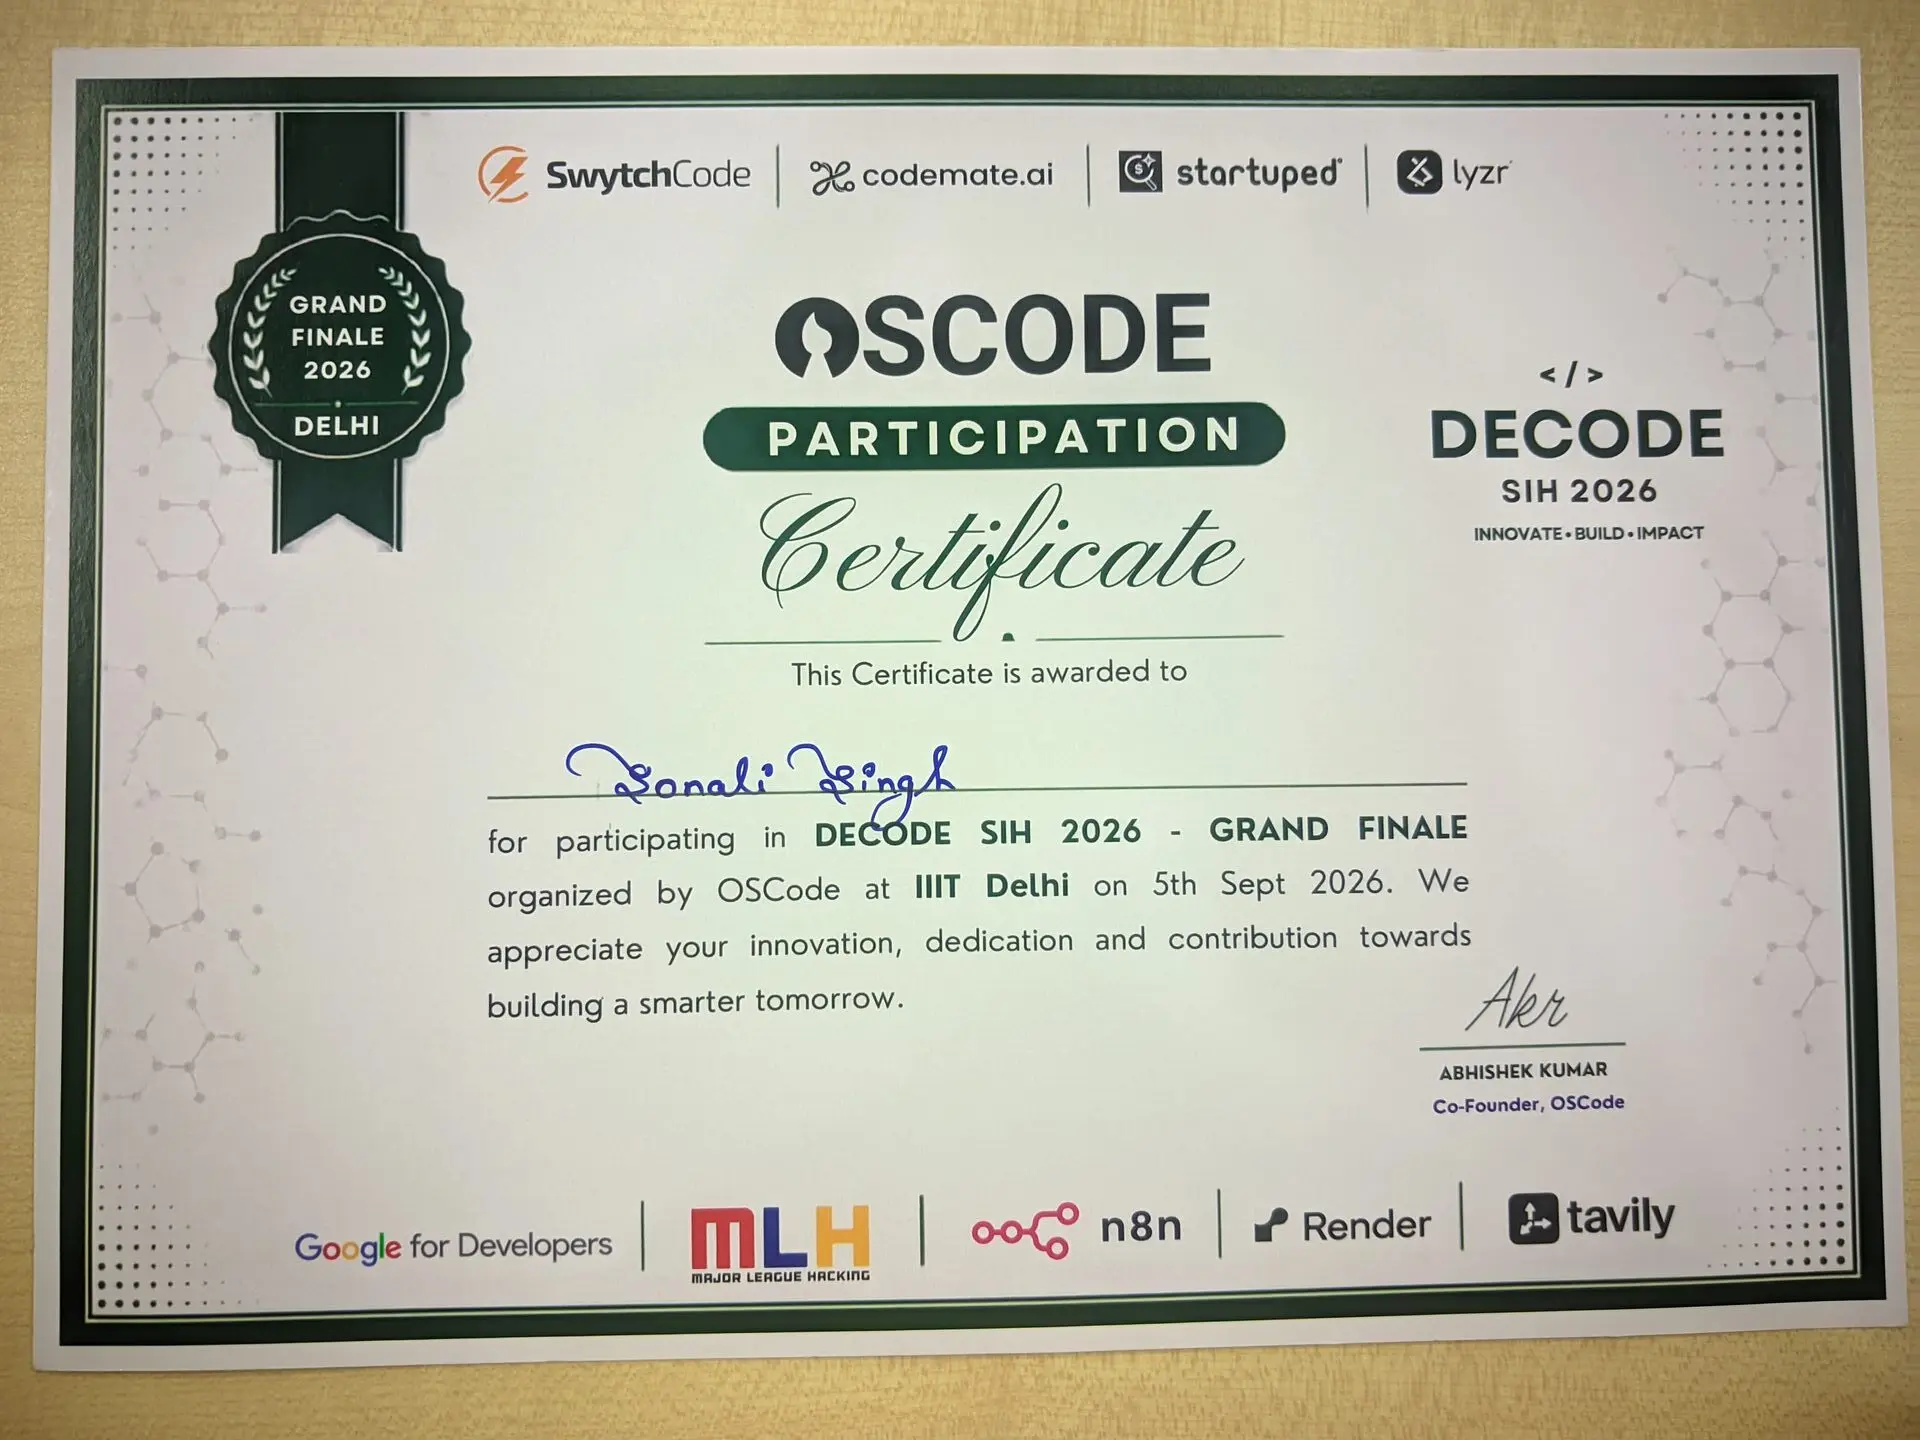 SwytchCode | codemate.ai | startuped | lyzr
GRAND
FINALE
2026
DELHI
OSCODE
PARTICIPATION
Certificate
</>
DECODE
SIH 2026
INNOVATE • BUILD • IMPACT
This Certificate is awarded to
Sonali Singh
for participating in DECODE SIH 2026 - GRAND FINALE
organized by OSCode at IIIT Delhi on 5th Sept 2026. We
appreciate your innovation, dedication and contribution towards
building a smarter tomorrow.
Akr
ABHISHEK KUMAR
Co-Founder, OSCode
Google for Developers | MLH | n8n | Render | tavily
MAJOR LEAGUE HACKING